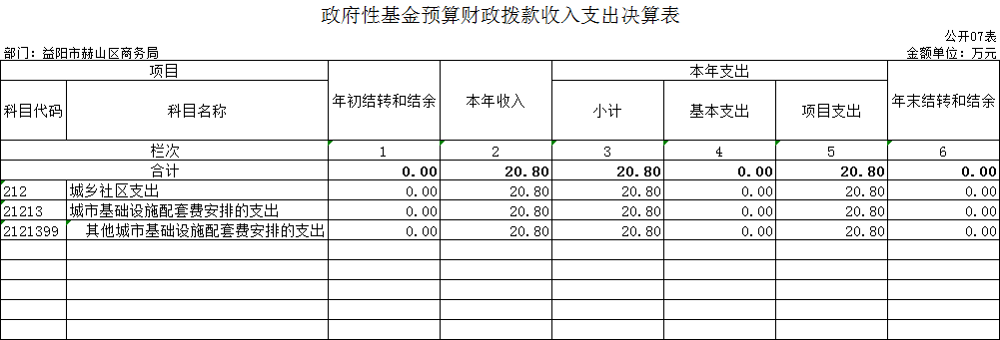 政府性基金预算财政拨款收入支出决算表
公开07表
部门：益阳市赫山区商务局 金额单位：万元
项目 年初结转和结余 本年收入 本年支出 年末结转和结余
科目代码 科目名称 小计 基本支出 项目支出
栏次 1 2 3 4 5 6
合计 0.00 20.80 20.80 0.00 20.80 0.00
212 城乡社区支出 0.00 20.80 20.80 0.00 20.80 0.00
21213 城市基础设施配套费安排的支出 0.00 20.80 20.80 0.00 20.80 0.00
2121399 其他城市基础设施配套费安排的支出 0.00 20.80 20.80 0.00 20.80 0.00